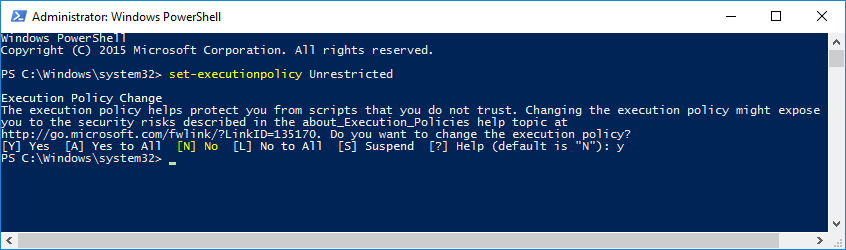 Administrator: Windows PowerShell
Windows PowerShell
Copyright (C) 2015 Microsoft Corporation. All rights reserved.
PS C:\Windows\system32> set-executionpolicy Unrestricted
Execution Policy Change
The execution policy helps protect you from scripts that you do not trust. Changing the execution policy might expose
you to the security risks described in the about_Execution_Policies help topic at
http://go.microsoft.com/fwlink/?LinkID=135170. Do you want to change the execution policy?
[Y] Yes  [A] Yes to All  [N] No  [L] No to All  [S] Suspend  [?] Help (default is "N"): y
PS C:\Windows\system32> _